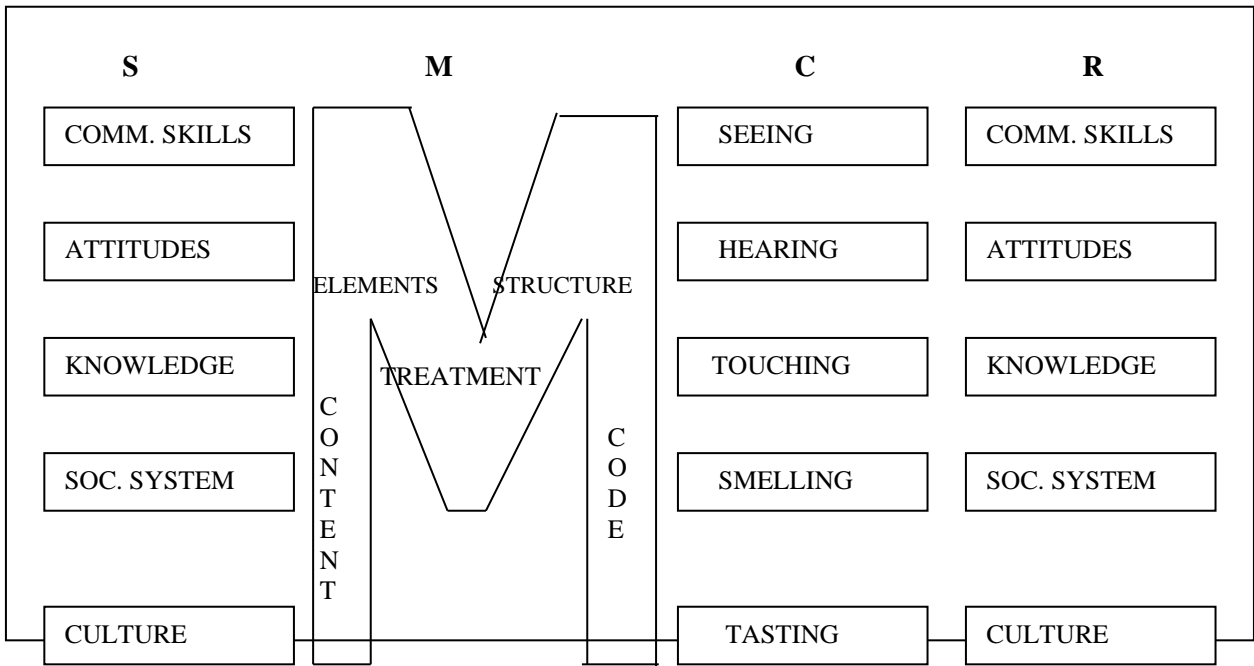 S M C R
COMM. SKILLS SEEING COMM. SKILLS
ATTITUDES HEARING ATTITUDES
ELEMENTS STRUCTURE
KNOWLEDGE TREATMENT TOUCHING KNOWLEDGE
CONTENT
CODE
SOC. SYSTEM SMELLING SOC. SYSTEM
CULTURE TASTING CULTURE